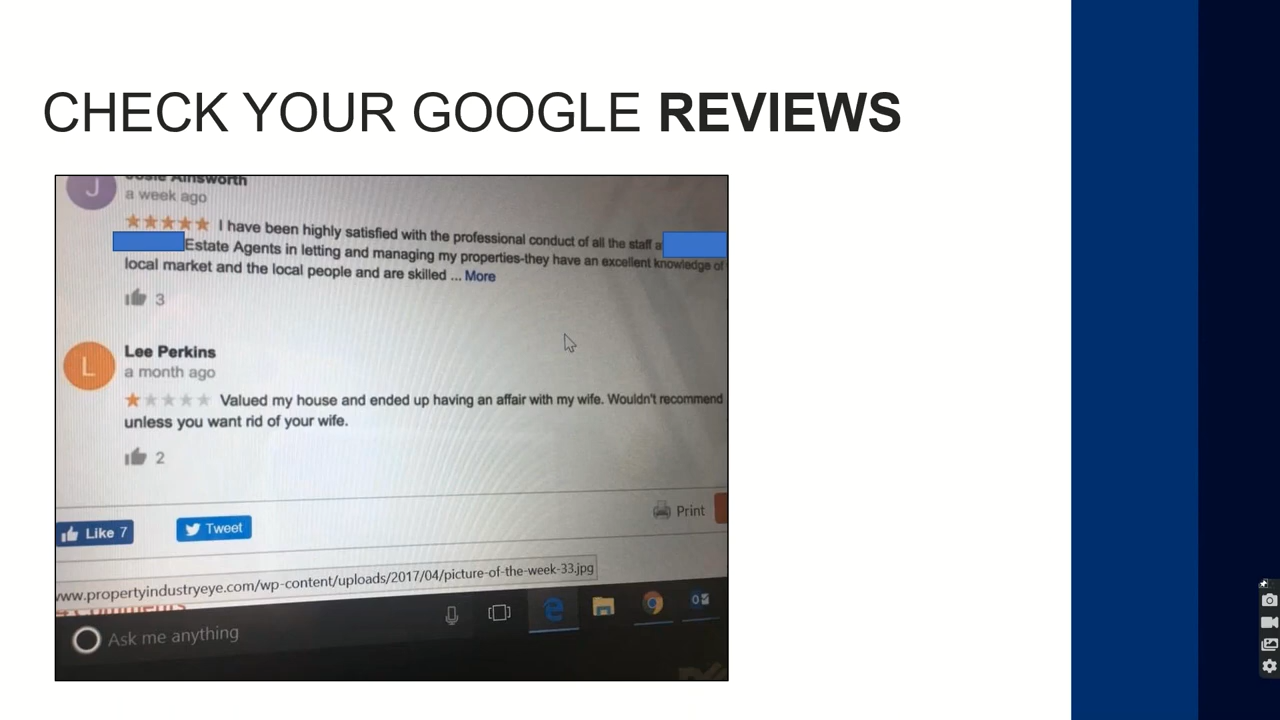 CHECK YOUR GOOGLE REVIEWS
J
Josie Ainsworth
a week ago
I have been highly satisfied with the professional conduct of all the staff a
Estate Agents in letting and managing my properties-they have an excellent knowledge of
local market and the local people and are skilled ... More
3
L
Lee Perkins
a month ago
Valued my house and ended up having an affair with my wife. Wouldn't recommend
unless you want rid of your wife.
2
Print
Like 7
Tweet
www.propertyindustryeye.com/wp-content/uploads/2017/04/picture-of-the-week-33.jpg
Comments
Ask me anything